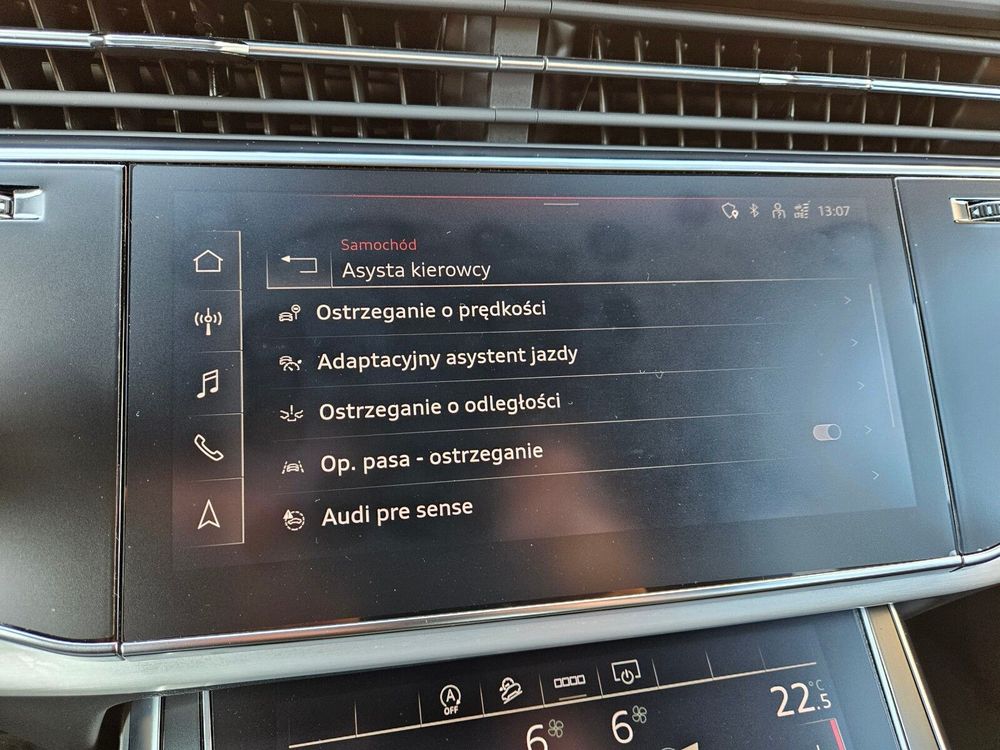 13:07
Samochód
Asysta kierowcy
Ostrzeganie o prędkości
Adaptacyjny asystent jazdy
Ostrzeganie o odległości
Op. pasa - ostrzeganie
Audi pre sense
A
OFF
6 6 22.5 °C